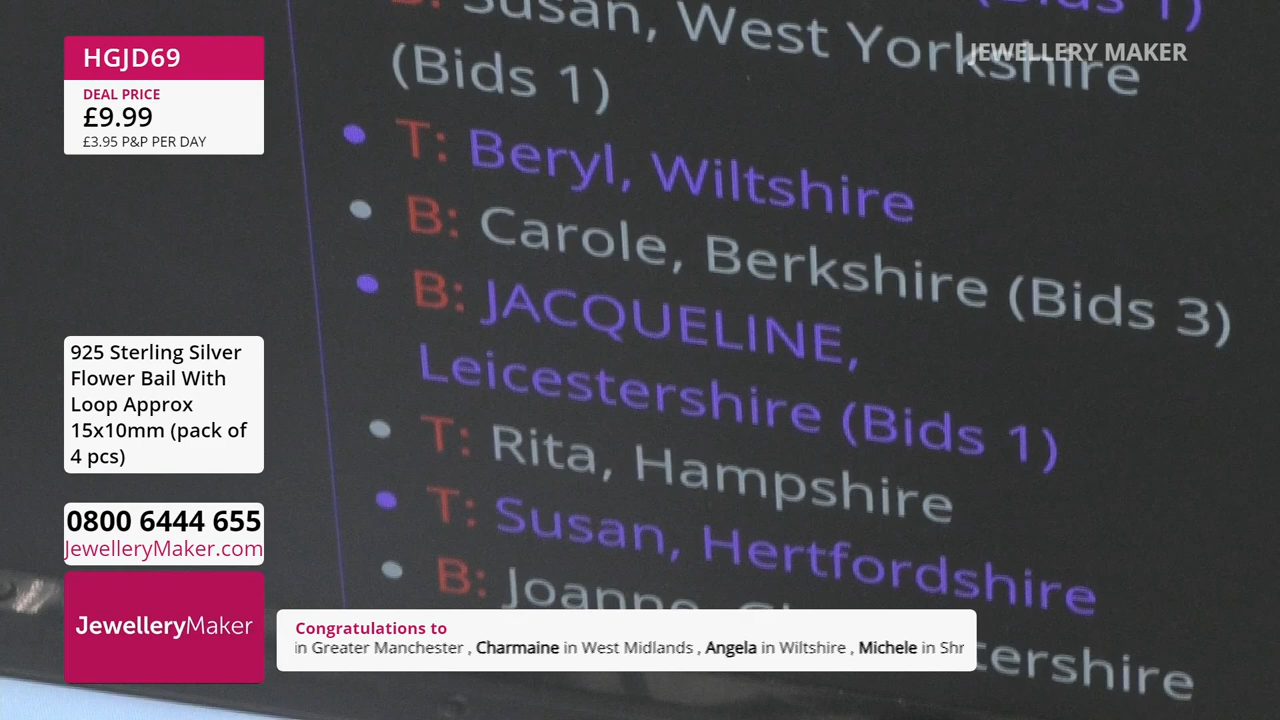 HGJD69
DEAL PRICE
£9.99
£3.95 P&P PER DAY
JEWELLERY MAKER
Susan, West Yorkshire
(Bids 1)
T: Beryl, Wiltshire
B: Carole, Berkshire (Bids 3)
B: JACQUELINE,
Leicestershire (Bids 1)
T: Rita, Hampshire
T: Susan, Hertfordshire
B: Joanne,
925 Sterling Silver
Flower Bail With
Loop Approx
15x10mm (pack of
4 pcs)
0800 6444 655
JewelleryMaker.com
JewelleryMaker
Congratulations to
in Greater Manchester , Charmaine in West Midlands , Angela in Wiltshire , Michele in Shr